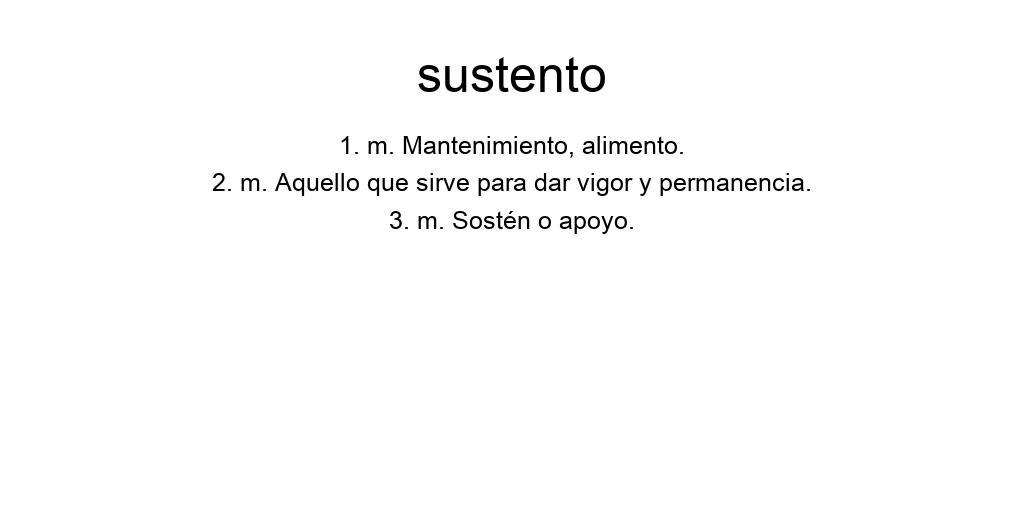 sustento
1. m. Mantenimiento, alimento.
2. m. Aquello que sirve para dar vigor y permanencia.
3. m. Sostén o apoyo.